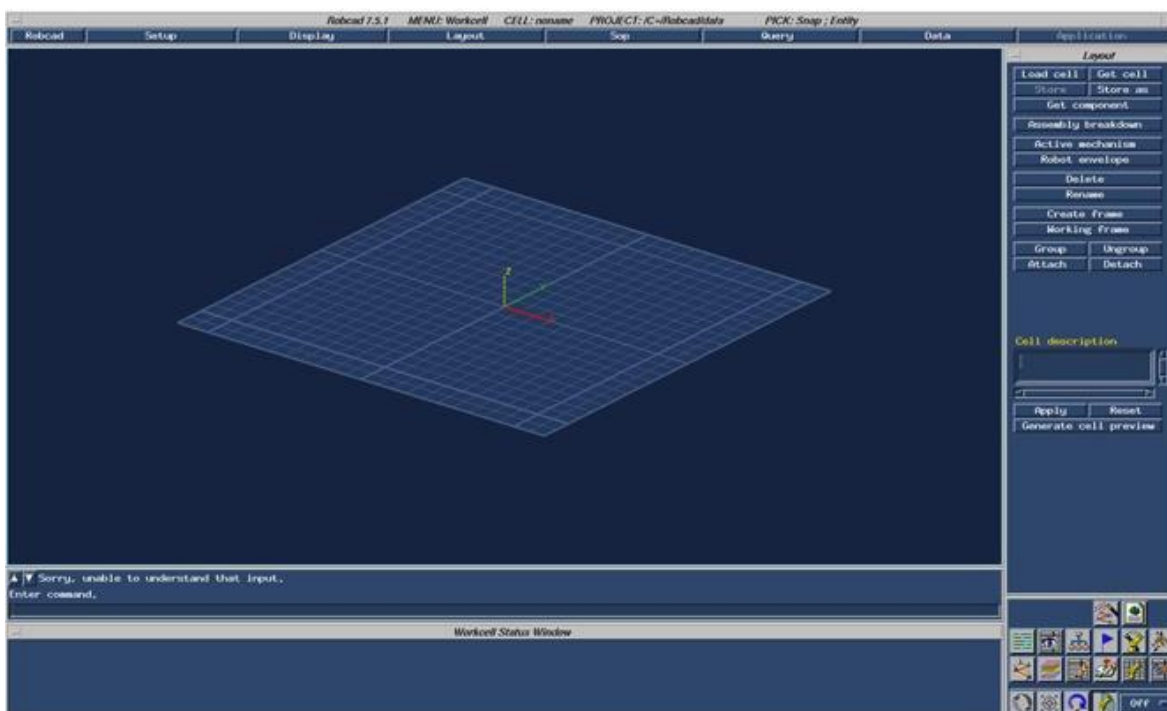 Robcad 7.5.1 MENU: Workcell CELL: noname PROJECT: /C=/Robcad/data PICK: Snap ; Entity
Robcad Setup Display Layout Sop Query Data Application
Layout
Load cell Get cell
Store Store as
Get component
Assembly breakdown
Active mechanism
Robot envelope
Delete
Rename
Create frame
Working frame
Group Ungroup
Attach Detach
Z
Y
Cell description
Apply Reset
Generate cell preview
Sorry, unable to understand that input.
Enter command.
Workcell Status Window
Off